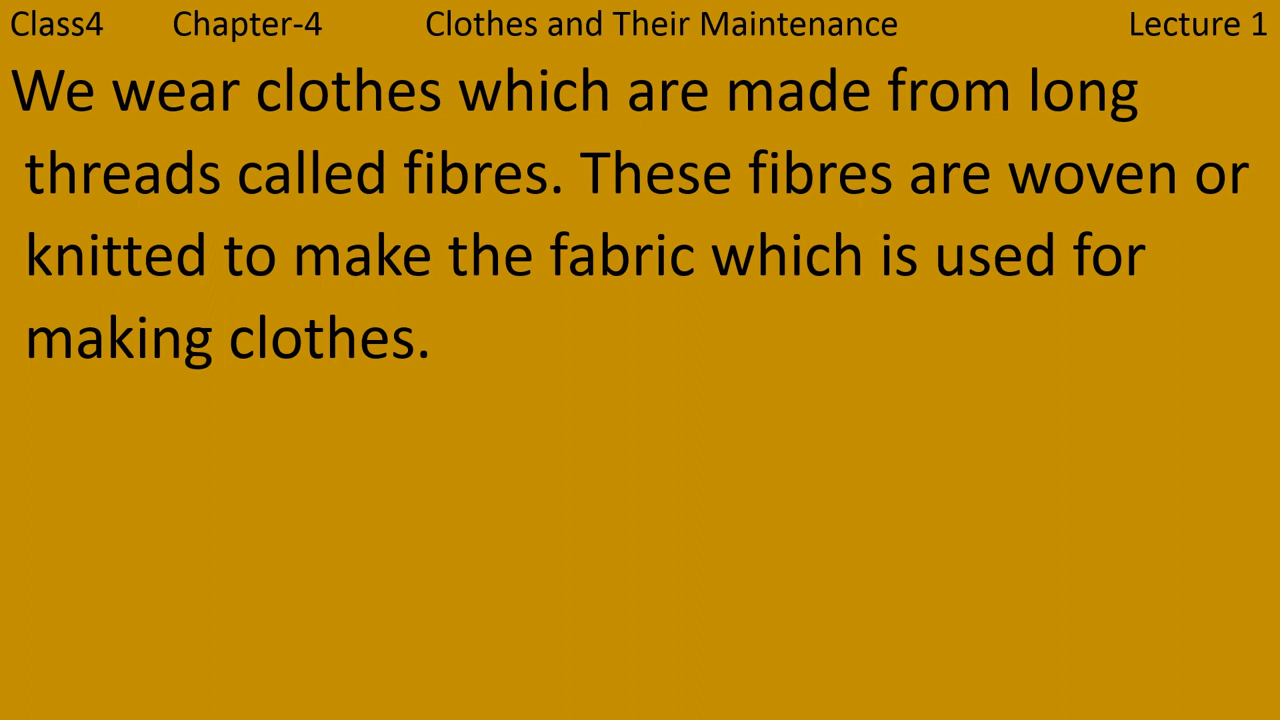 Class4 Chapter-4 Clothes and Their Maintenance Lecture 1
We wear clothes which are made from long
threads called fibres. These fibres are woven or
knitted to make the fabric which is used for
making clothes.